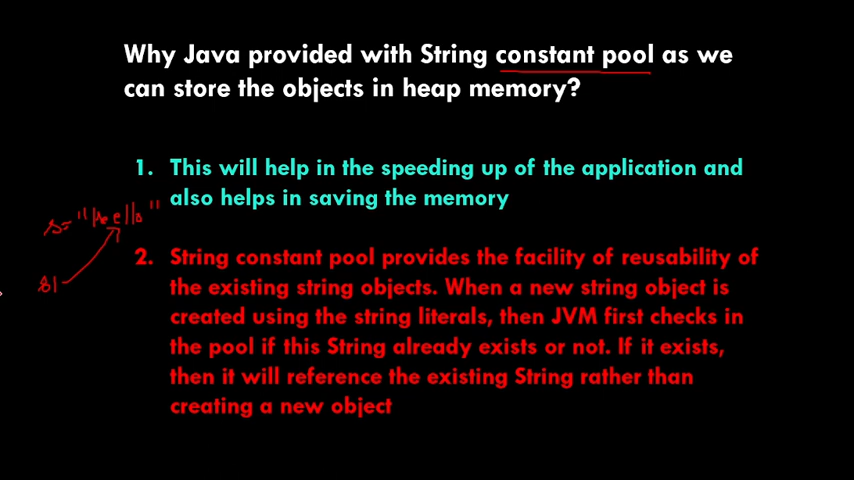 Why Java provided with String constant pool as we
can store the objects in heap memory?
1. This will help in the speeding up of the application and
also helps in saving the memory
s="hello"
2. String constant pool provides the facility of reusability of
the existing string objects. When a new string object is
s1
created using the string literals, then JVM first checks in
the pool if this String already exists or not. If it exists,
then it will reference the existing String rather than
creating a new object